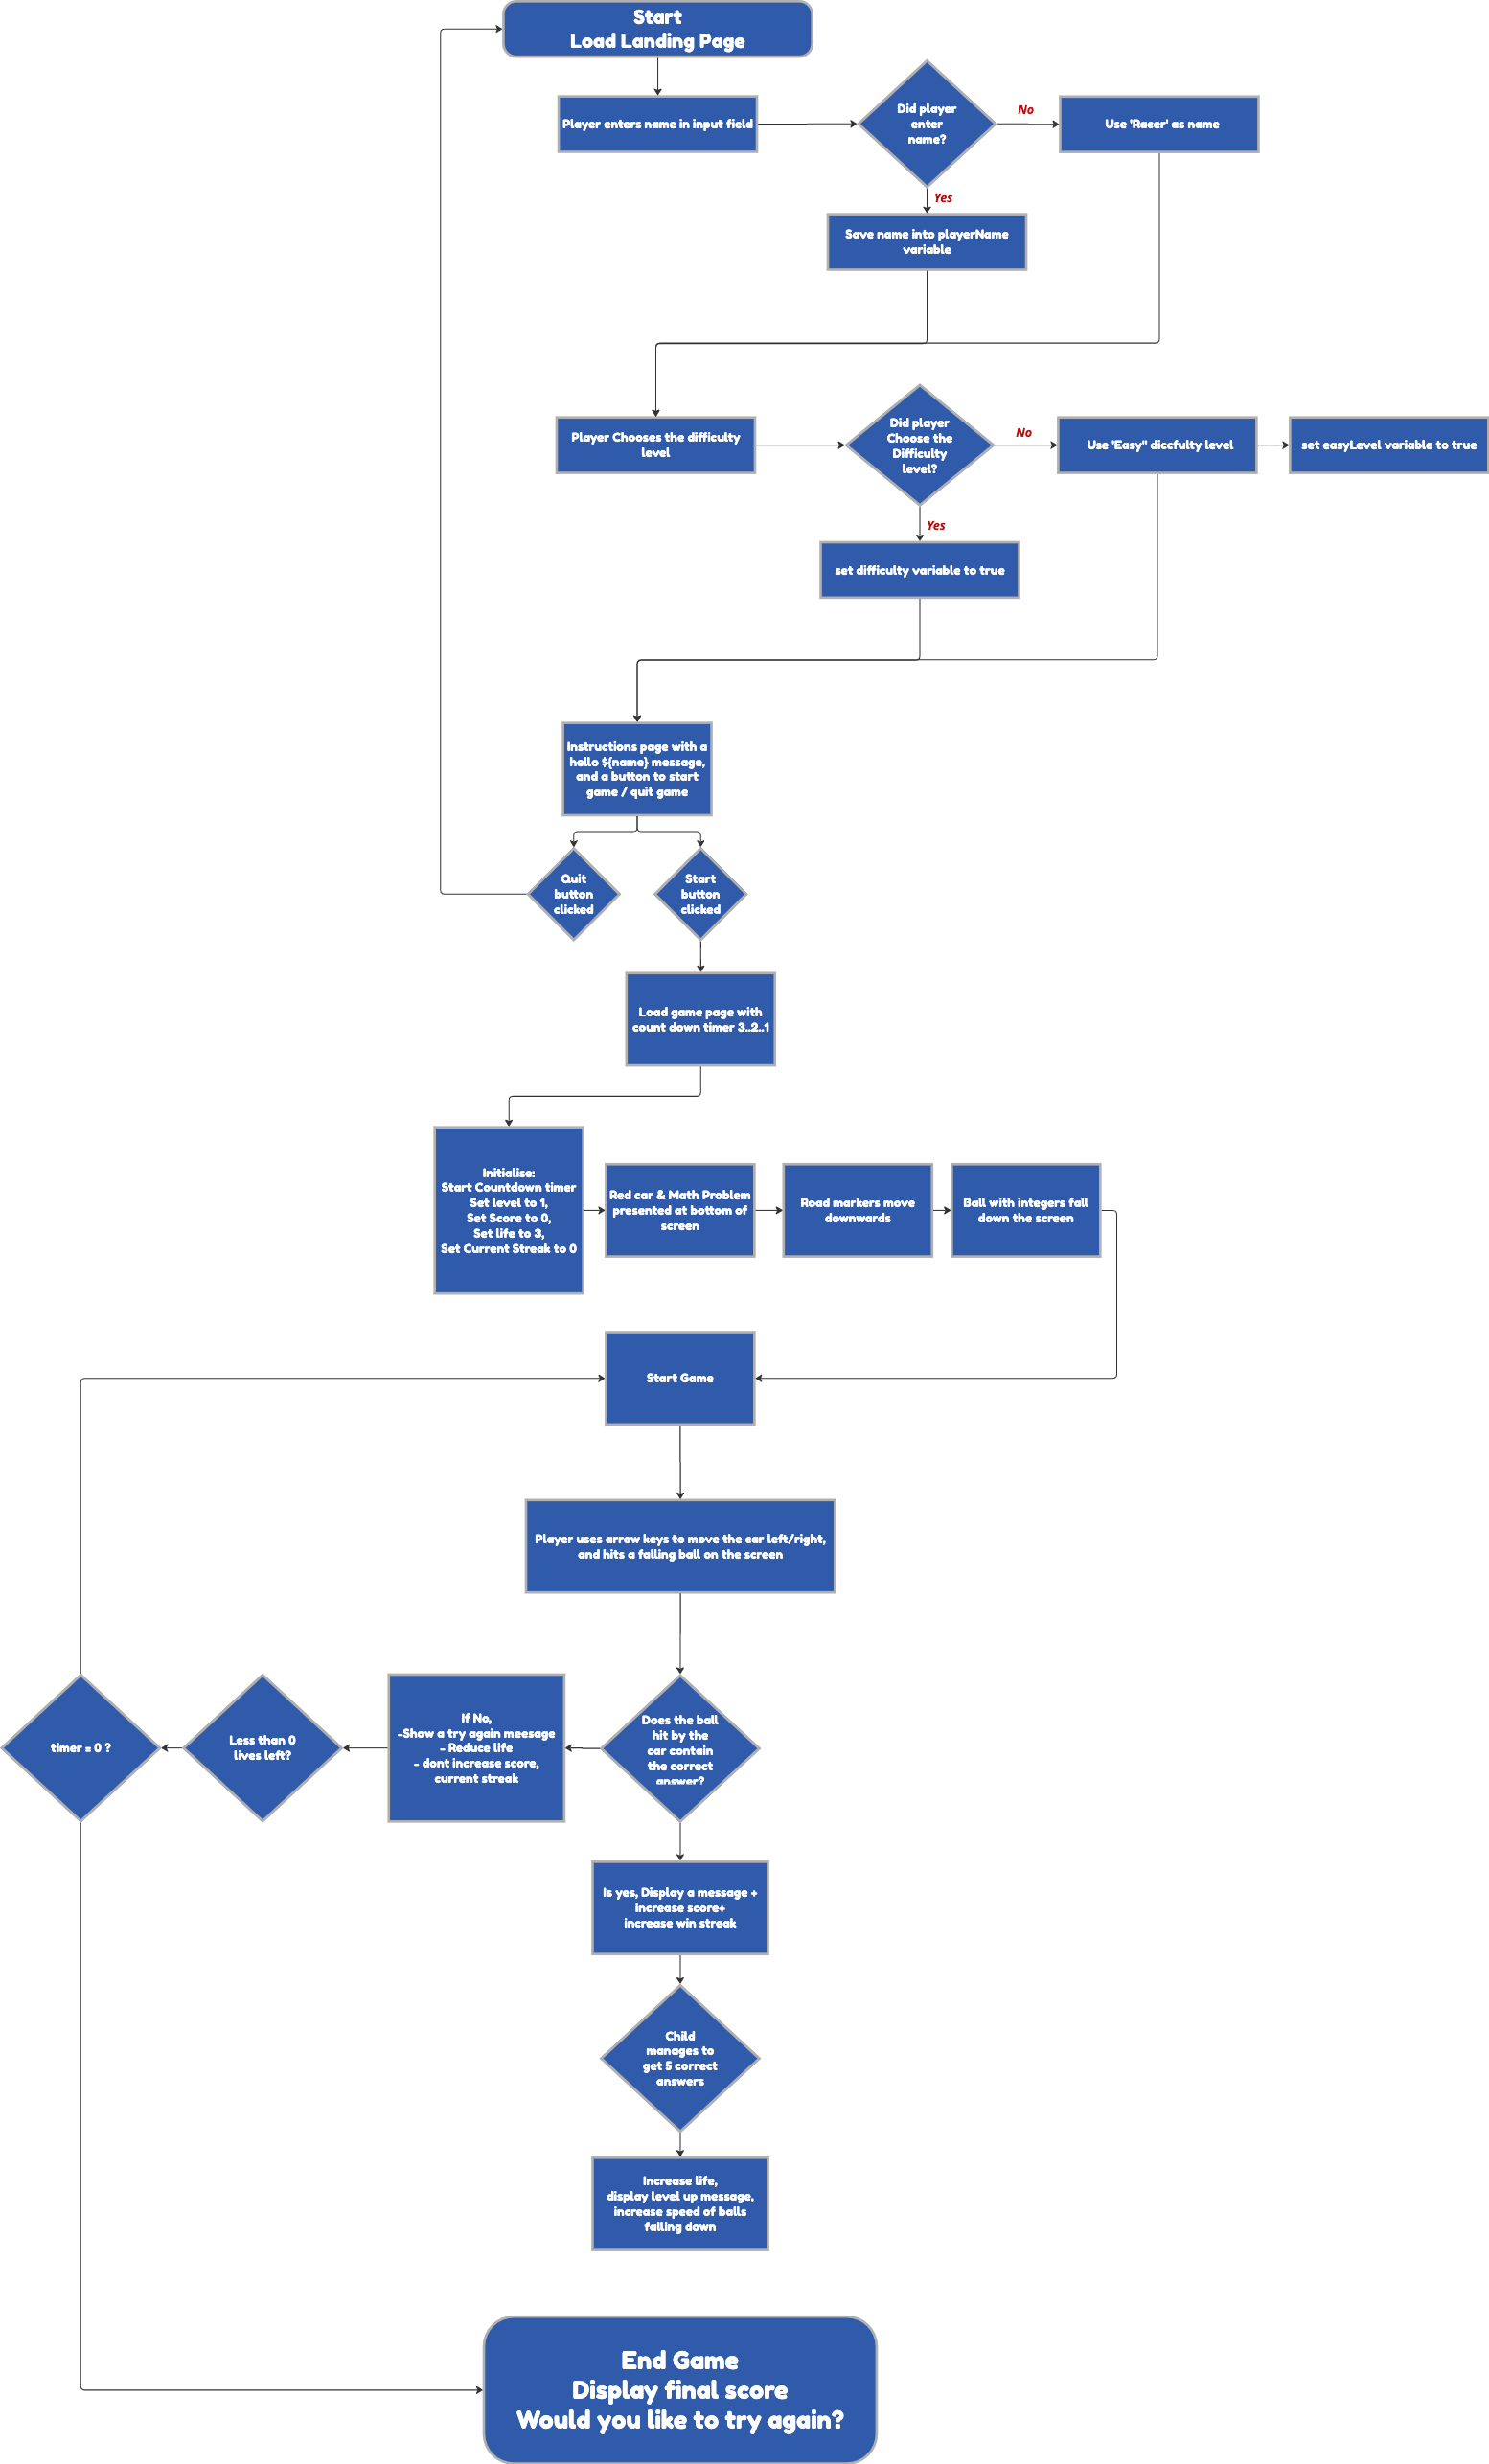 Start
Load Landing Page
Player enters name in input field
Did player
enter
name?
No
Use 'Racer' as name
Yes
Save name into playerName
variable
Player Chooses the difficulty
level
Did player
Choose the
Difficulty
level?
No
Use 'Easy" diccfulty level
set easyLevel variable to true
Yes
set difficulty variable to true
Instructions page with a
hello ${name} message,
and a button to start
game / quit game
Quit
button
clicked
Start
button
clicked
Load game page with
count down timer 3..2..1
Initialise:
Start Countdown timer
Set level to 1,
Set Score to 0,
Set life to 3,
Set Current Streak to 0
Red car & Math Problem
presented at bottom of
screen
Road markers move
downwards
Ball with integers fall
down the screen
Start Game
Player uses arrow keys to move the car left/right,
and hits a falling ball on the screen
timer = 0 ?
Less than 0
lives left?
If No,
-Show a try again meesage
- Reduce life
- dont increase score,
current streak
Does the ball
hit by the
car contain
the correct
answer?
Is yes, Display a message +
increase score+
increase win streak
Child
manages to
get 5 correct
answers
Increase life,
display level up message,
increase speed of balls
falling down
End Game
Display final score
Would you like to try again?